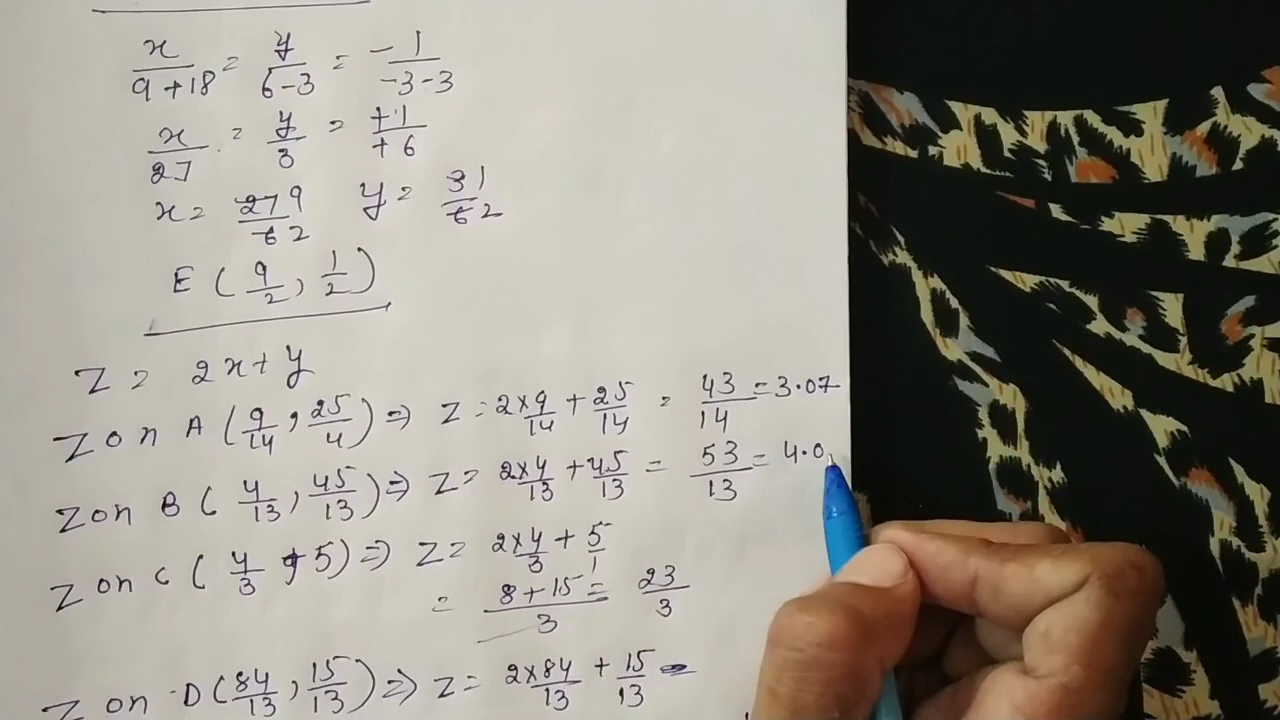 x/(9+18) = y/(6-3) = -1/(-3-3)
x/27 = y/3 = +1/+6
x = 27/6 9/2 y = 3/6 1/2
E (9/2, 1/2)
Z = 2x+y
Z on A (9/14, 25/4) => Z = 2×9/14 + 25/14 = 43/14 = 3.07
Z on B (4/13, 45/13) => Z = 2×4/13 + 45/13 = 53/13 = 4.0
Z on C (4/3, 5) => Z = 2×4/3 + 5/1
= (8+15)/3 = 23/3
Z on D (84/13, 15/13) => Z = 2×84/13 + 15/13